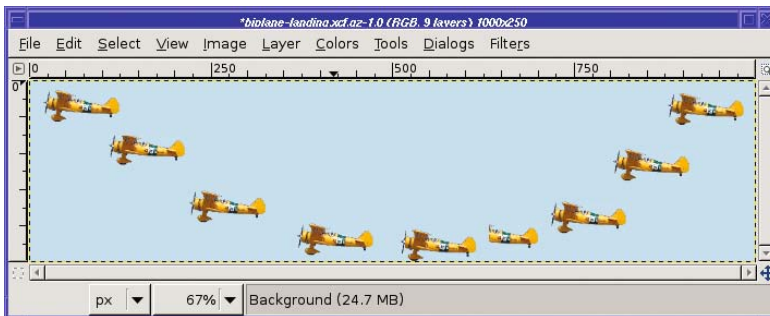 *biplane-landing.xcf.gz-1.0 (RGB, 9 layers) 1000x250
File Edit Select View Image Layer Colors Tools Dialogs Filters
0 250 500 750
0
px 67% Background (24.7 MB)